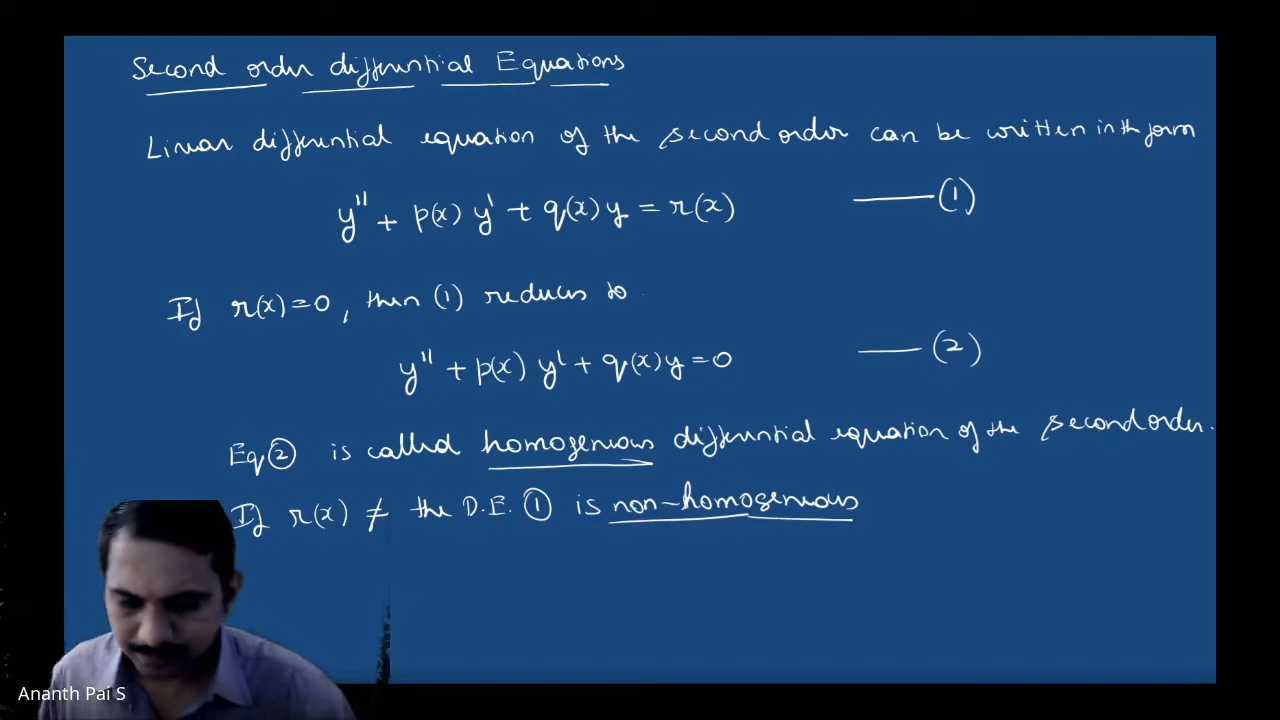 Second order differential Equations
Linear differential equation of the second order can be written in the form
y'' + p(x) y' + q(x) y = r(x) —— (1)
If r(x) = 0, then (1) reduces to
y'' + p(x) y' + q(x) y = 0 —— (2)
Eq ② is called homogenious differential equation of the second order.
If r(x) ≠ the D.E. ① is non-homogenious
Ananth Pai S